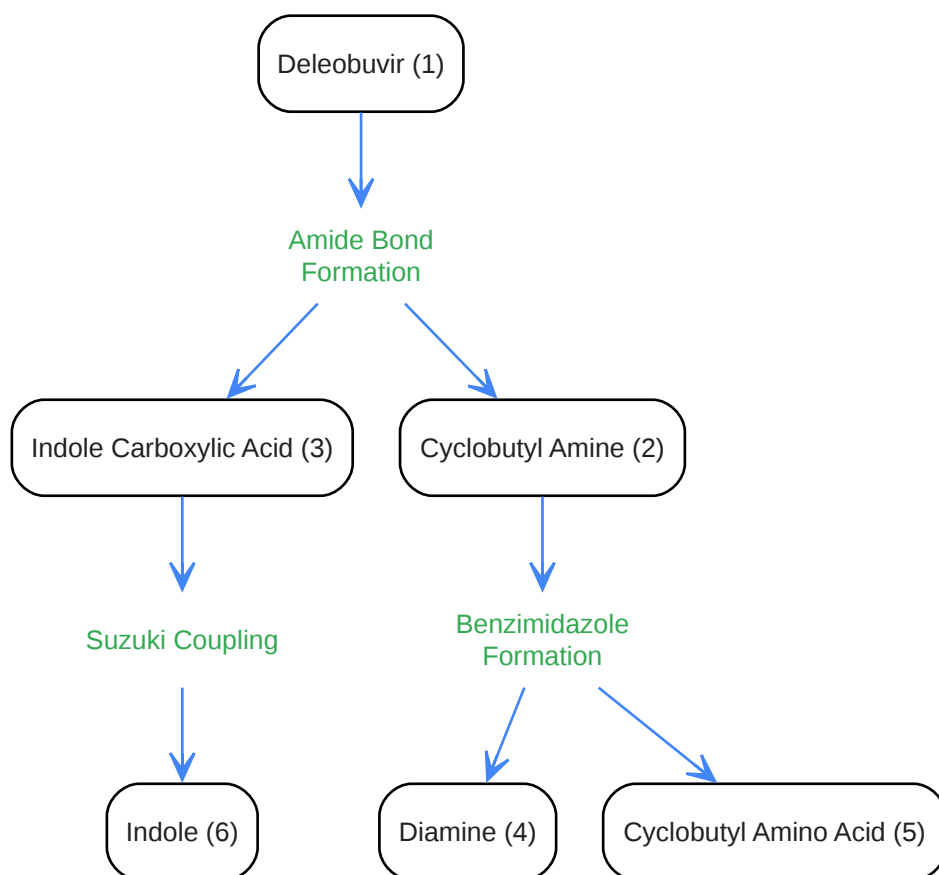 Deleobuvir (1)
Amide Bond
Formation
Indole Carboxylic Acid (3)
Cyclobutyl Amine (2)
Suzuki Coupling
Benzimidazole
Formation
Indole (6)
Diamine (4)
Cyclobutyl Amino Acid (5)